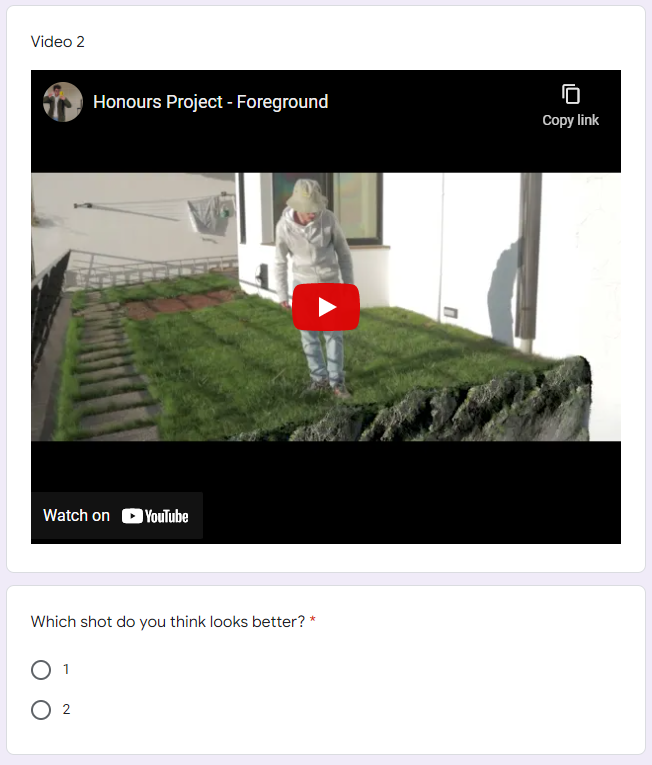 Video 2
Honours Project - Foreground
Copy link
Watch on YouTube
Which shot do you think looks better? *
1
2